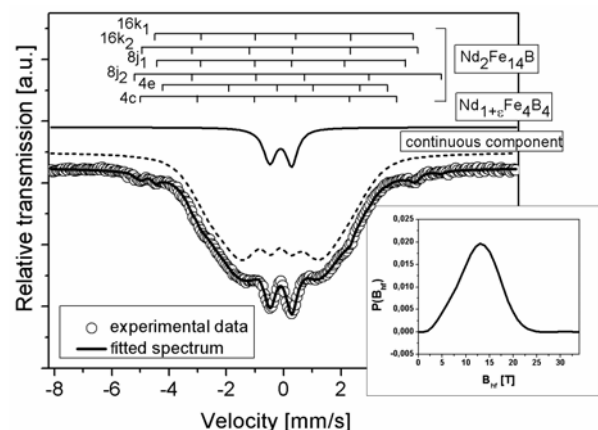 16k1
16k2
8j1
8j2
4e
4c
Nd2Fe14B
Nd1+εFe4B4
continuous component
Relative transmission [a.u.]
experimental data
fitted spectrum
-8 -6 -4 -2 0 2
Velocity [mm/s]
0,025
0,020
0,015
0,010
0,005
0,000
-0,005
P(Bhf)
0 5 10 15 20 25 30
Bhf [T]